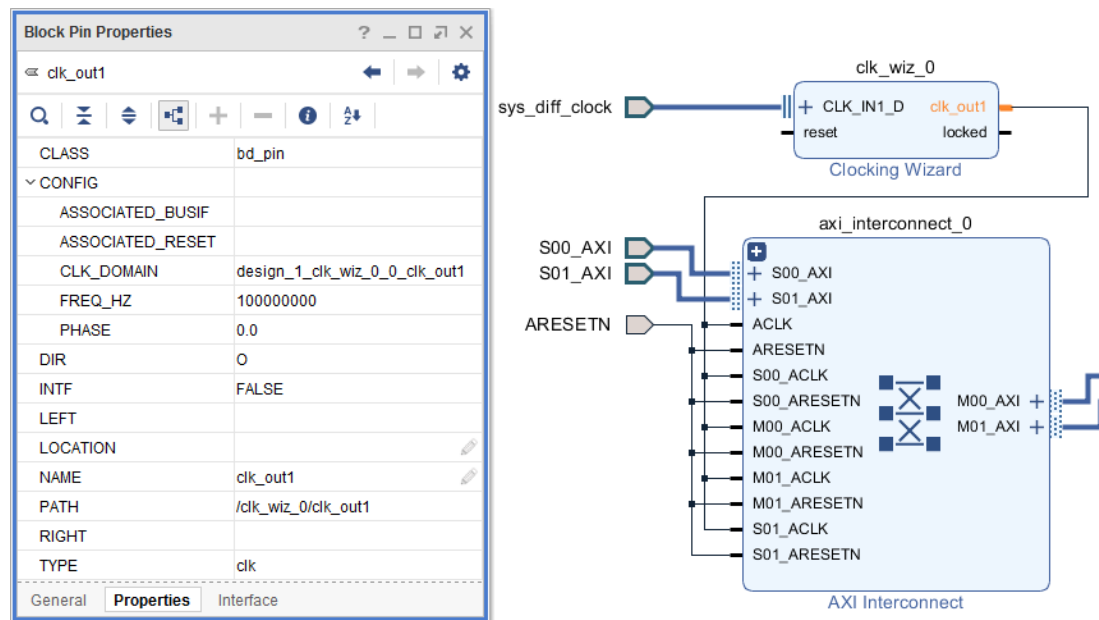 Block Pin Properties
clk_out1
CLASS bd_pin
CONFIG
ASSOCIATED_BUSIF
ASSOCIATED_RESET
CLK_DOMAIN design_1_clk_wiz_0_0_clk_out1
FREQ_HZ 100000000
PHASE 0.0
DIR O
INTF FALSE
LEFT
LOCATION
NAME clk_out1
PATH /clk_wiz_0/clk_out1
RIGHT
TYPE clk
General Properties Interface
clk_wiz_0
sys_diff_clock
CLK_IN1_D clk_out1
reset locked
Clocking Wizard
axi_interconnect_0
S00_AXI
S01_AXI
ARESETN
S00_AXI
S01_AXI
ACLK
ARESETN
S00_ACLK
S00_ARESETN M00_AXI
M00_ACLK M01_AXI
M00_ARESETN
M01_ACLK
M01_ARESETN
S01_ACLK
S01_ARESETN
AXI Interconnect